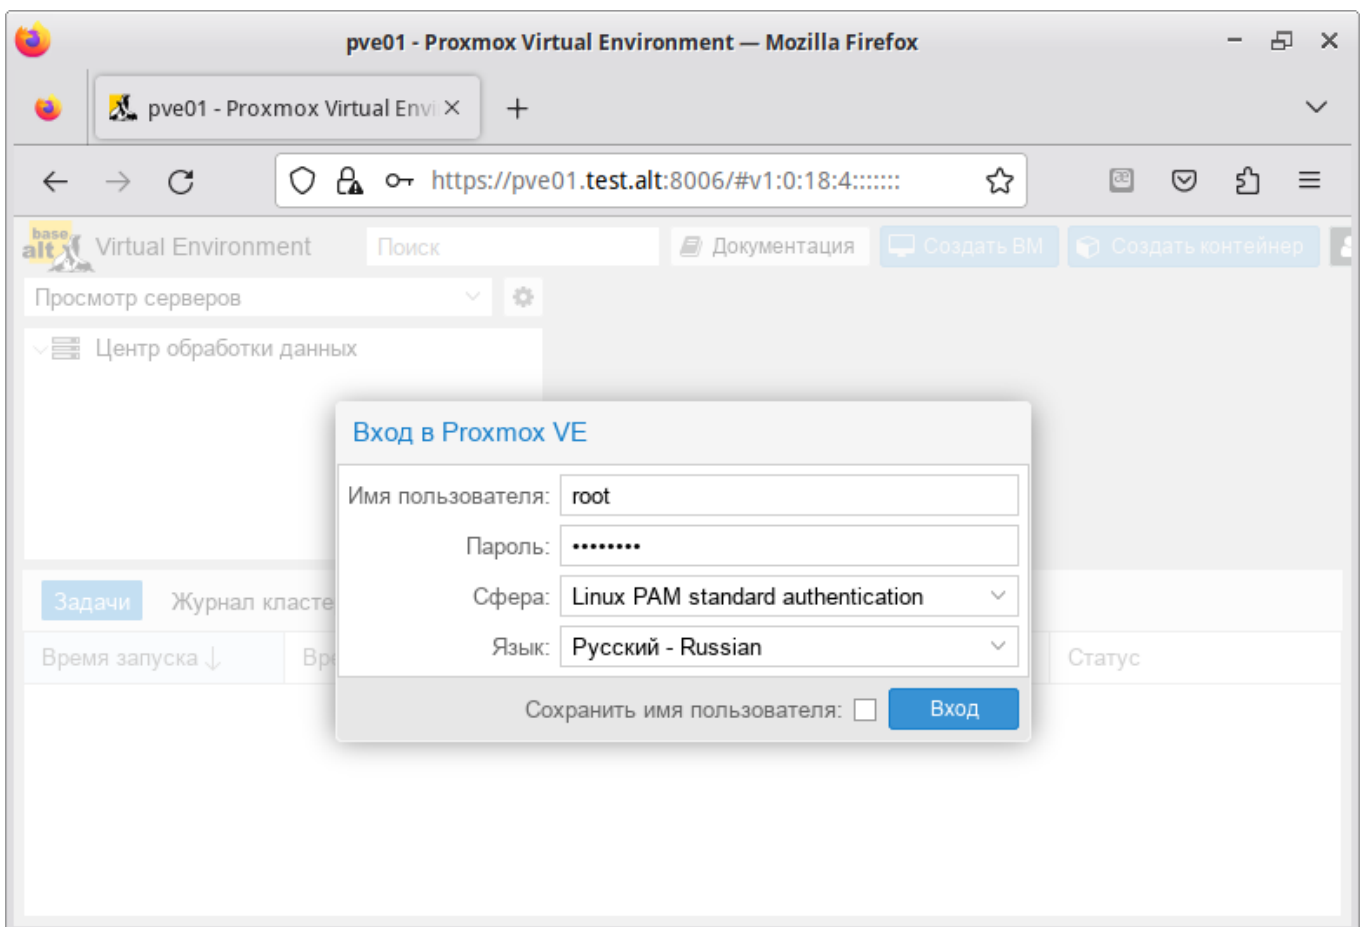 pve01 - Proxmox Virtual Environment — Mozilla Firefox
pve01 - Proxmox Virtual Envi
https://pve01.test.alt:8006/#v1:0:18:4:::::::
base alt Virtual Environment Поиск Документация Создать ВМ Создать контейнер
Просмотр серверов
Центр обработки данных
Вход в Proxmox VE
Имя пользователя: root
Пароль: ••••••••
Сфера: Linux PAM standard authentication
Задачи Журнал класте
Язык: Русский - Russian
Время запуска Вре Статус
Сохранить имя пользователя: Вход